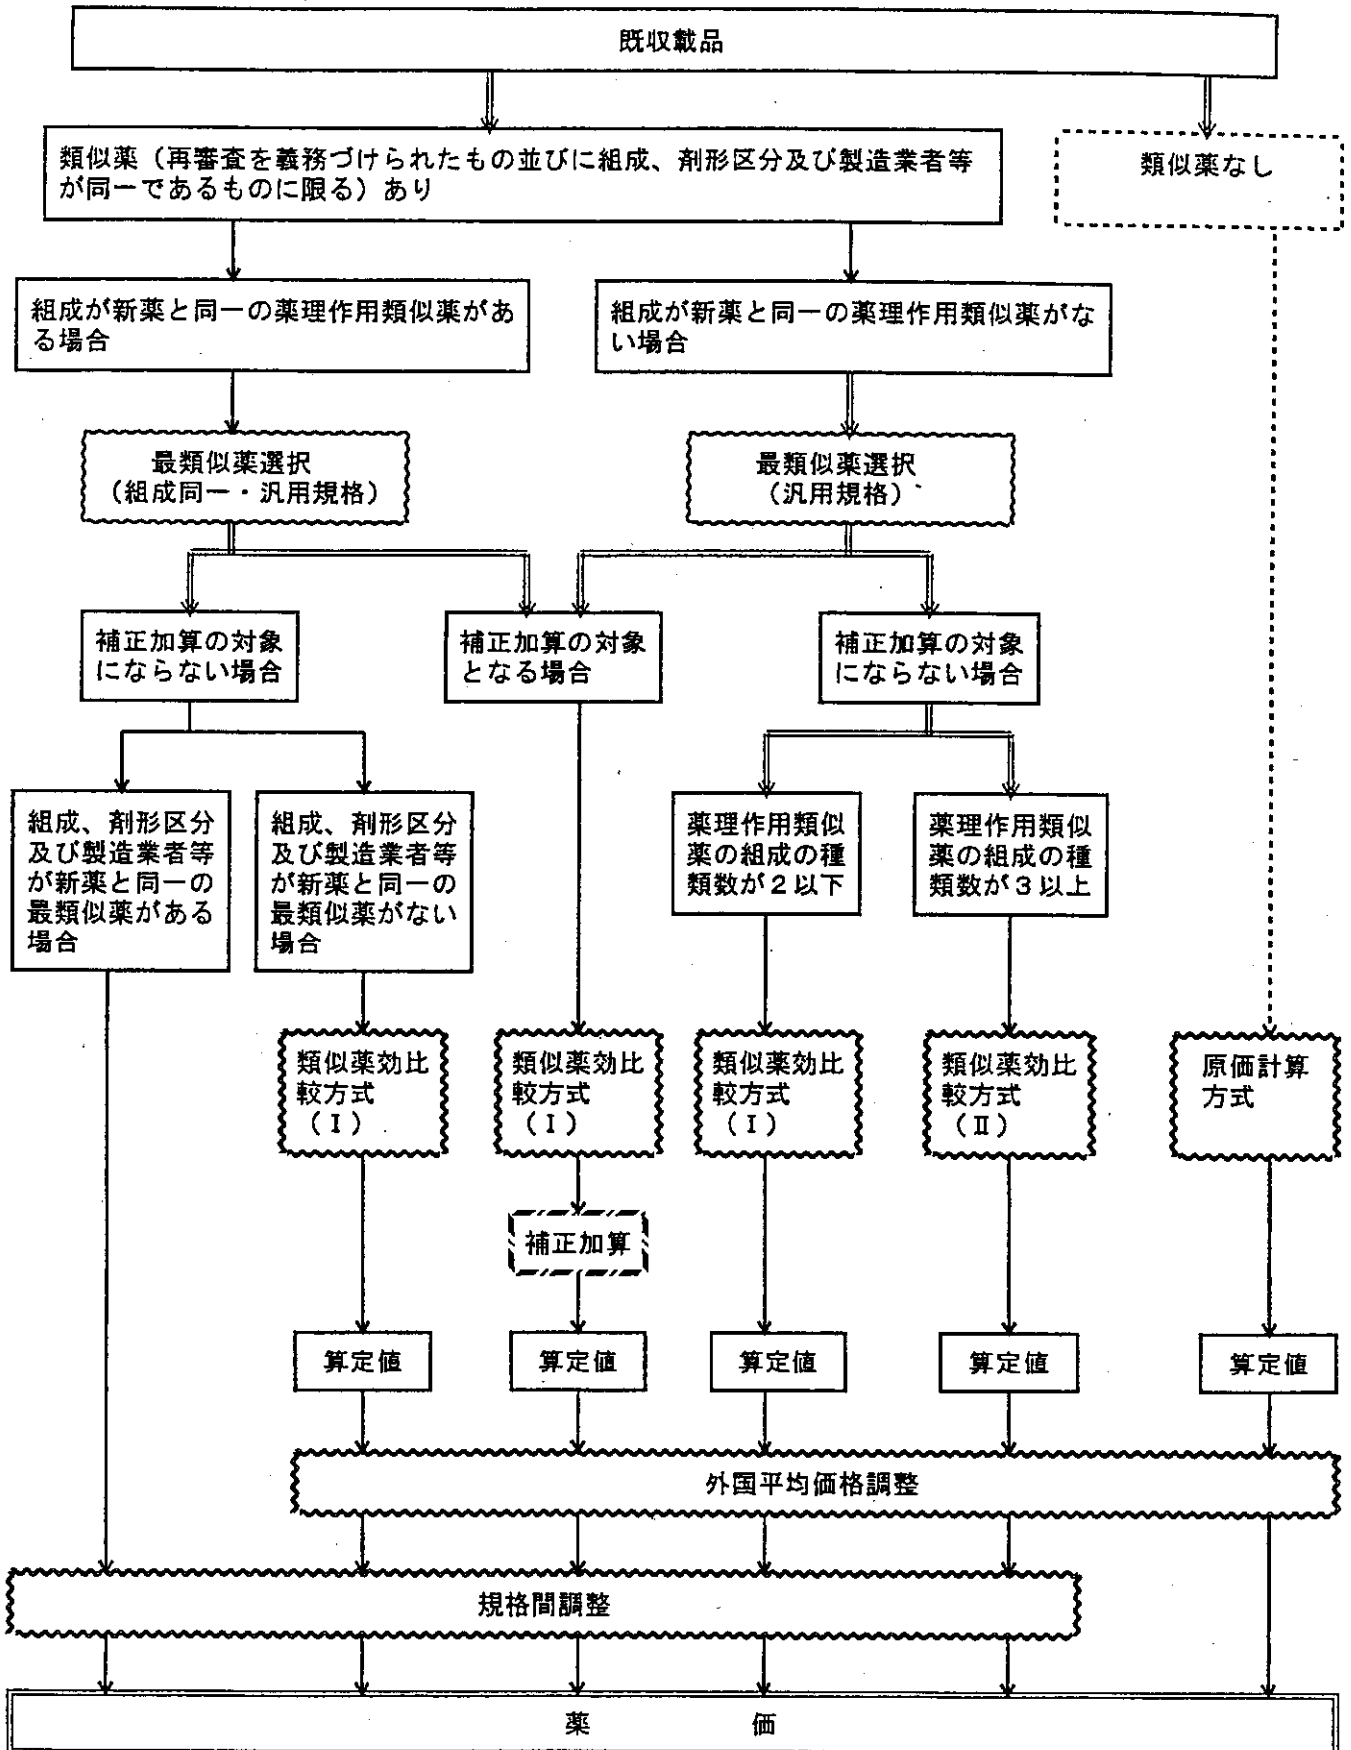 既収載品
類似薬（再審査を義務づけられたもの並びに組成、剤形区分及び製造業者等
が同一であるものに限る）あり
類似薬なし
組成が新薬と同一の薬理作用類似薬があ
る場合
組成が新薬と同一の薬理作用類似薬がな
い場合
最類似薬選択
（組成同一・汎用規格）
最類似薬選択
（汎用規格）
補正加算の対象
にならない場合
補正加算の対象
となる場合
補正加算の対象
にならない場合
組成、剤形区分
及び製造業者等
が新薬と同一の
最類似薬がある
場合
組成、剤形区分
及び製造業者等
が新薬と同一の
最類似薬がない
場合
薬理作用類似
薬の組成の種
類数が２以下
薬理作用類似
薬の組成の種
類数が３以上
類似薬効比
較方式
（Ⅰ）
類似薬効比
較方式
（Ⅰ）
類似薬効比
較方式
（Ⅰ）
類似薬効比
較方式
（Ⅱ）
原価計算
方式
補正加算
算定値
算定値
算定値
算定値
算定値
外国平均価格調整
規格間調整
薬　価